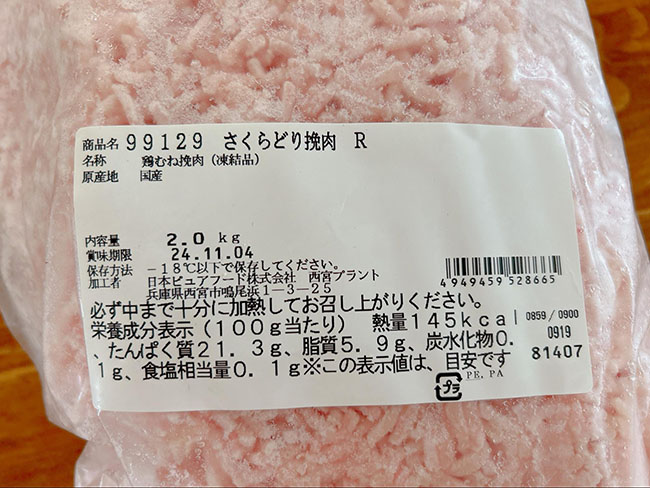 商品名 99129 さくらどり挽肉 R
名称 鶏むね挽肉(凍結品)
原産地 国産
内容量 2.0 kg
賞味期限 24.11.04
保存方法 -18℃以下で保存してください。
加工者 日本ピュアフード株式会社 西宮プラント
兵庫県西宮市鳴尾浜1-3-25
4949459 528665
必ず中まで十分に加熱してお召し上がりください。
栄養成分表示(100g当たり) 熱量145kcal
、たんぱく質21.3g、脂質5.9g、炭水化物0.
1g、食塩相当量0.1g※この表示値は、目安です
0859/0900
0919
81407
プラ
PE,PA